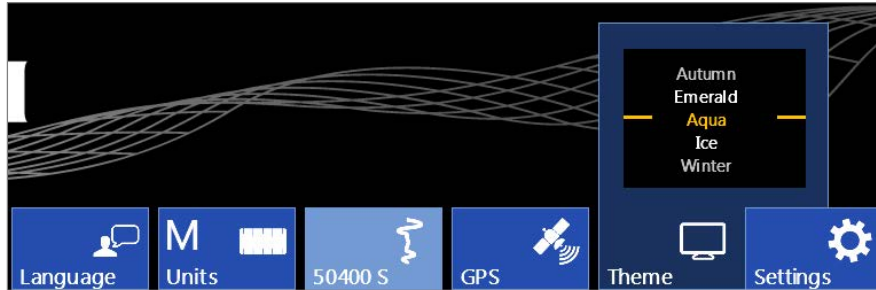 Autumn
Emerald
Aqua
Ice
Winter
M
Language
Units
50400 S
GPS
Theme
Settings